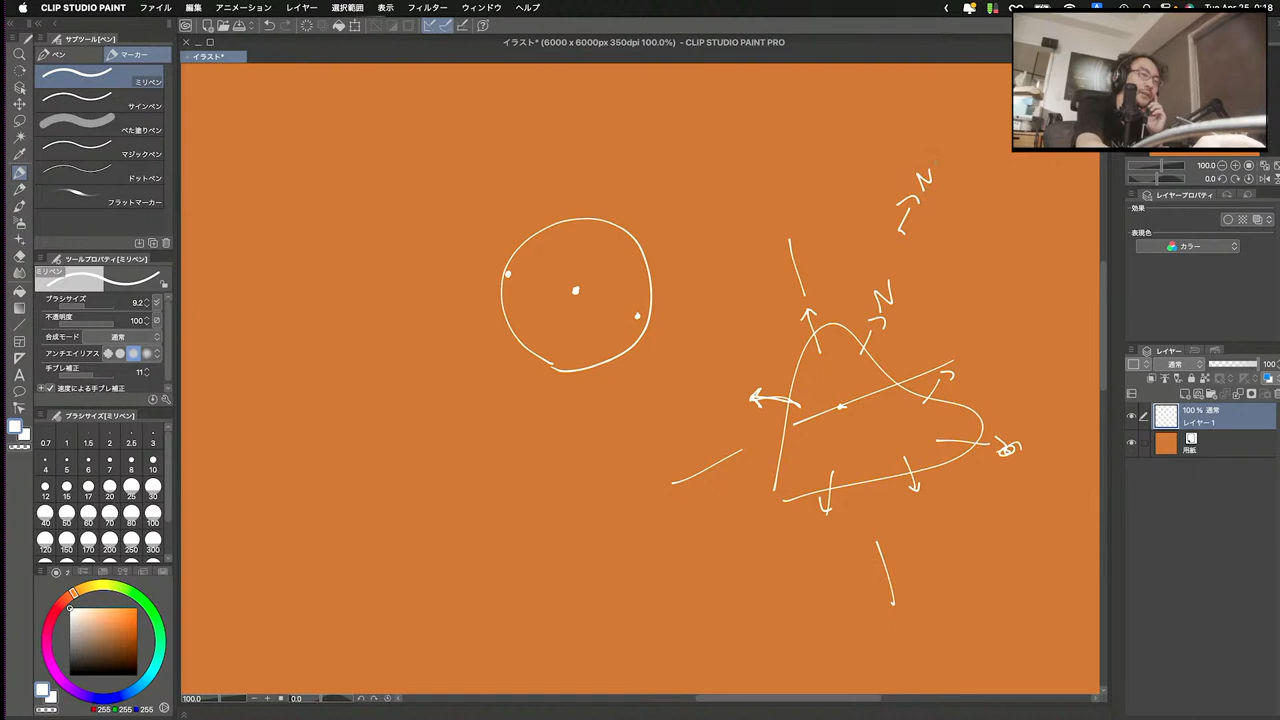 CLIP STUDIO PAINT ファイル 編集 アニメーション レイヤー 選択範囲 表示 フィルター ウィンドウ ヘルプ
Tue Apr 25 0:18
サブツール[ペン]
イラスト* (6000 x 6000px 350dpi 100.0%) - CLIP STUDIO PAINT PRO
ペン マーカー
イラスト*
ミリペン
サインペン
べた塗りペン
マジックペン
ドットペン
フラットマーカー
N
N
100.0
0.0
レイヤープロパティ
効果
表現色
カラー
ツールプロパティ[ミリペン]
ミリペン
ブラシサイズ 9.2
不透明度 100
合成モード 通常
アンチエイリアス
手ブレ補正 11
速度による手ブレ補正
ブラシサイズ[ミリペン]
0.7 1 1.5 2 2.5 3
4 5 6 7 8 10
12 15 17 20 25 30
40 50 60 70 80 100
120 150 170 200 250 300
レイヤー
通常 100
100 % 通常
レイヤー 1
用紙
100.0 0.0
255 255 255